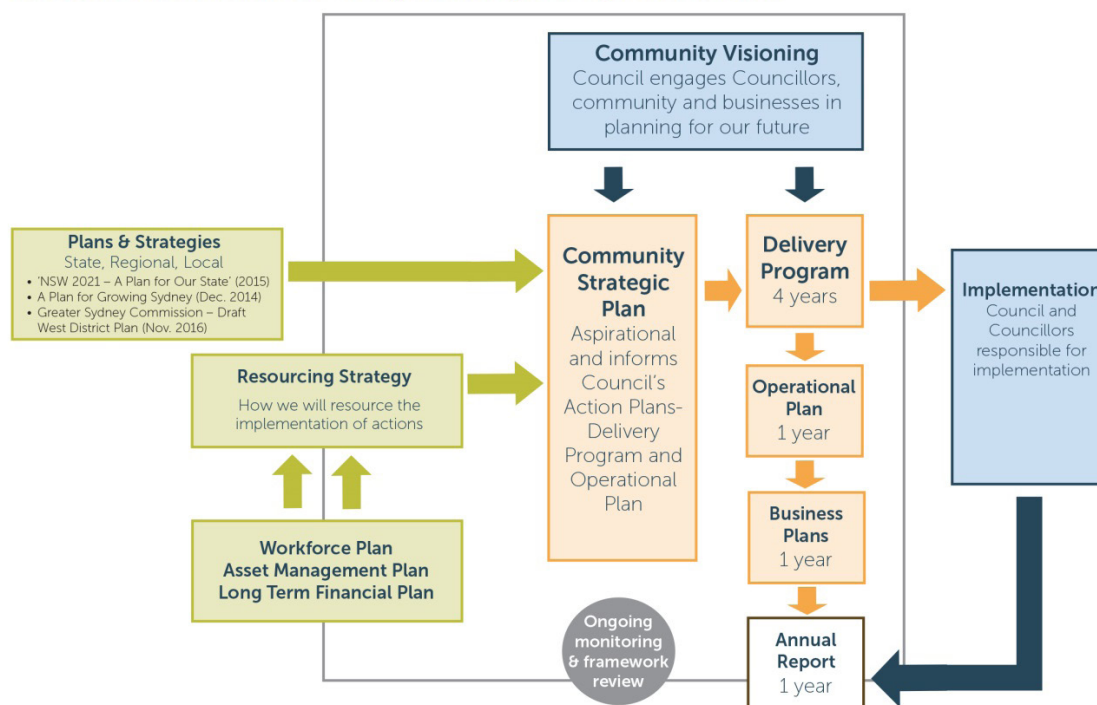 Community Visioning
Council engages Councillors,
community and businesses in
planning for our future
Plans & Strategies
State, Regional, Local
• 'NSW 2021 – A Plan for Our State' (2015)
• A Plan for Growing Sydney (Dec. 2014)
• Greater Sydney Commission – Draft
West District Plan (Nov. 2016)
Resourcing Strategy
How we will resource the
implementation of actions
Workforce Plan
Asset Management Plan
Long Term Financial Plan
Community
Strategic
Plan
Aspirational
and informs
Council's
Action Plans-
Delivery
Program and
Operational
Plan
Delivery
Program
4 years
Operational
Plan
1 year
Business
Plans
1 year
Annual
Report
1 year
Implementation
Council and
Councillors
responsible for
implementation
Ongoing
monitoring
& framework
review